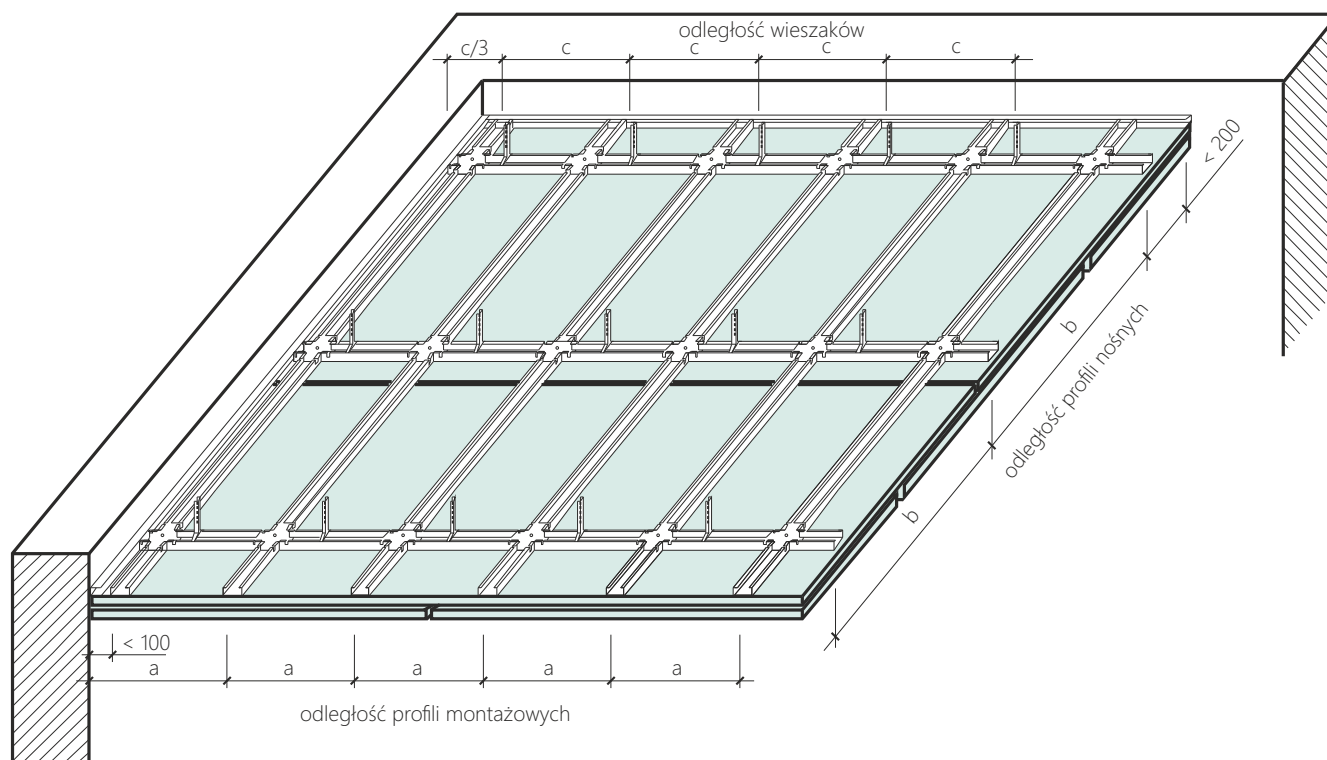 odległość wieszaków
c/3 c c c c
< 200
b
odległość profili nośnych
b
< 100
a a a a a
odległość profili montażowych